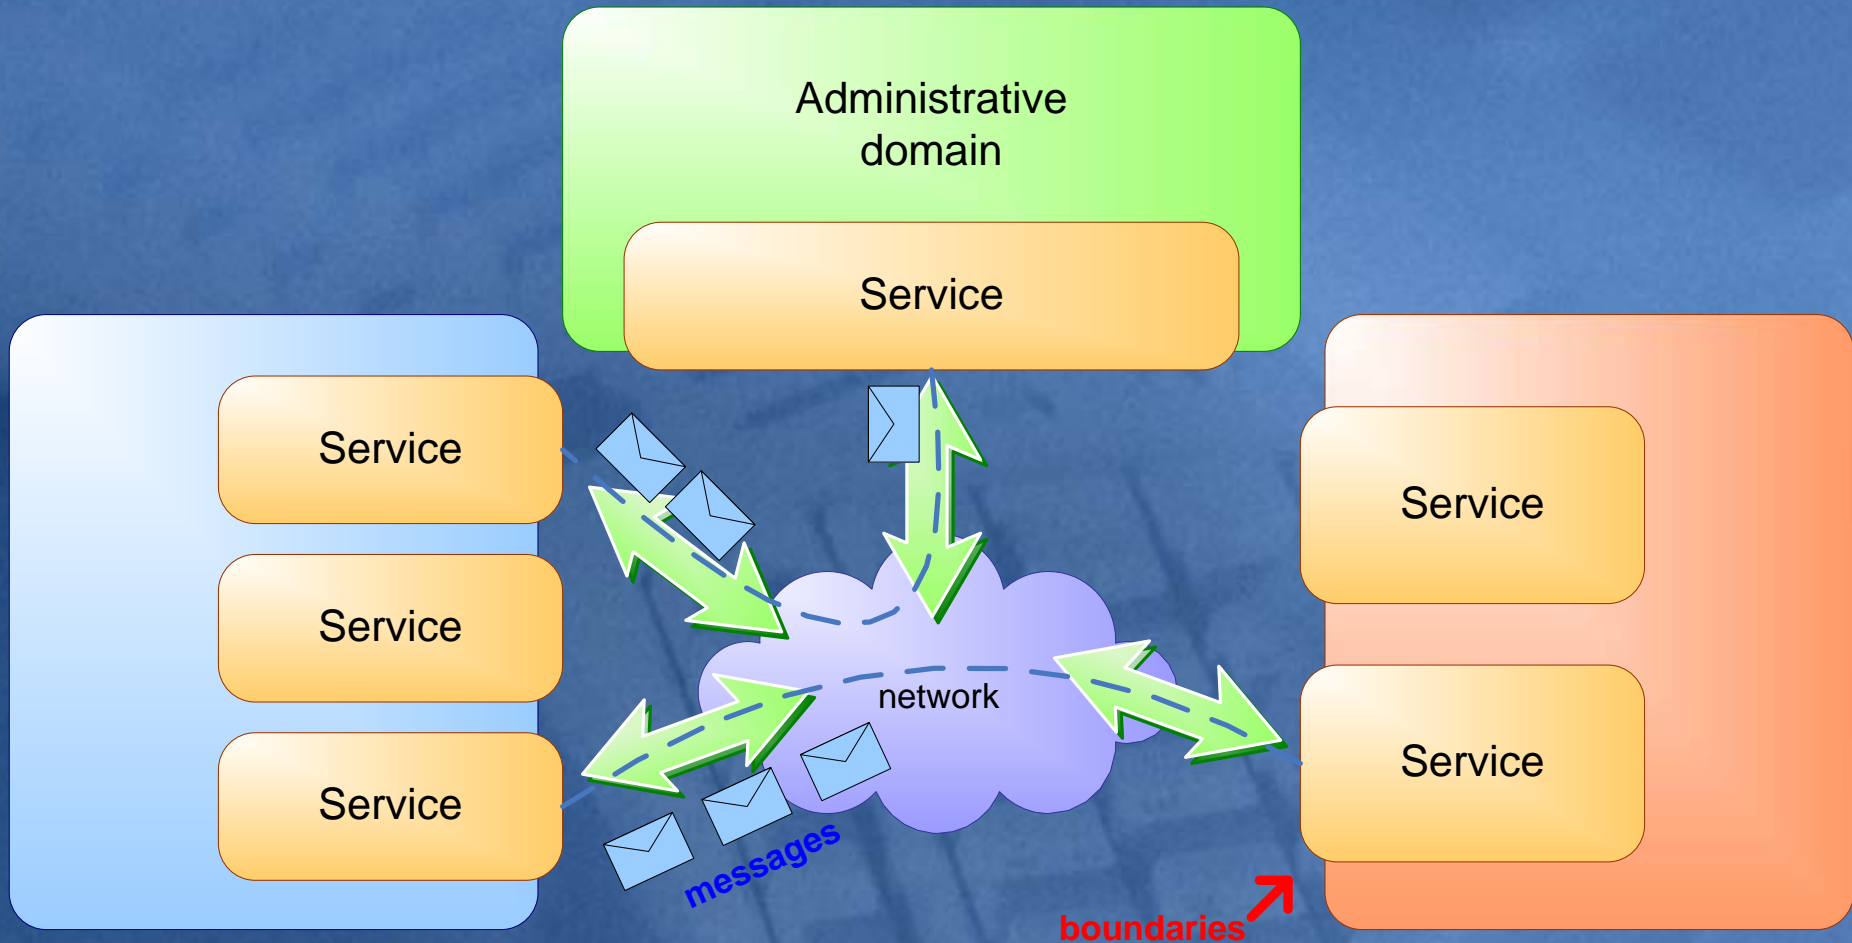 Administrative
domain
Service
Service
Service
Service
Service
Service
network
messages
boundaries